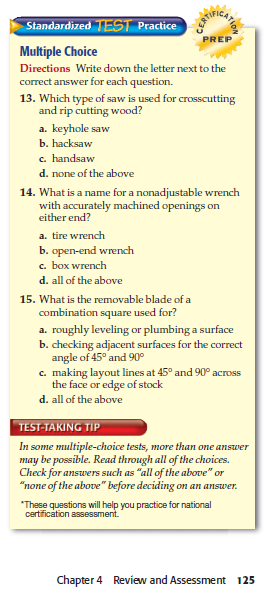 Standardized TEST Practice
CERTIFICATION
PREP
Multiple Choice
Directions Write down the letter next to the
correct answer for each question.
13. Which type of saw is used for crosscutting
and rip cutting wood?
a. keyhole saw
b. hacksaw
c. handsaw
d. none of the above
14. What is a name for a nonadjustable wrench
with accurately machined openings on
either end?
a. tire wrench
b. open-end wrench
c. box wrench
d. all of the above
15. What is the removable blade of a
combination square used for?
a. roughly leveling or plumbing a surface
b. checking adjacent surfaces for the correct
angle of 45° and 90°
c. making layout lines at 45° and 90° across
the face or edge of stock
d. all of the above
TEST-TAKING TIP
In some multiple-choice tests, more than one answer
may be possible. Read through all of the choices.
Check for answers such as "all of the above" or
"none of the above" before deciding on an answer.
*These questions will help you practice for national
certification assessment.
Chapter 4 Review and Assessment 125